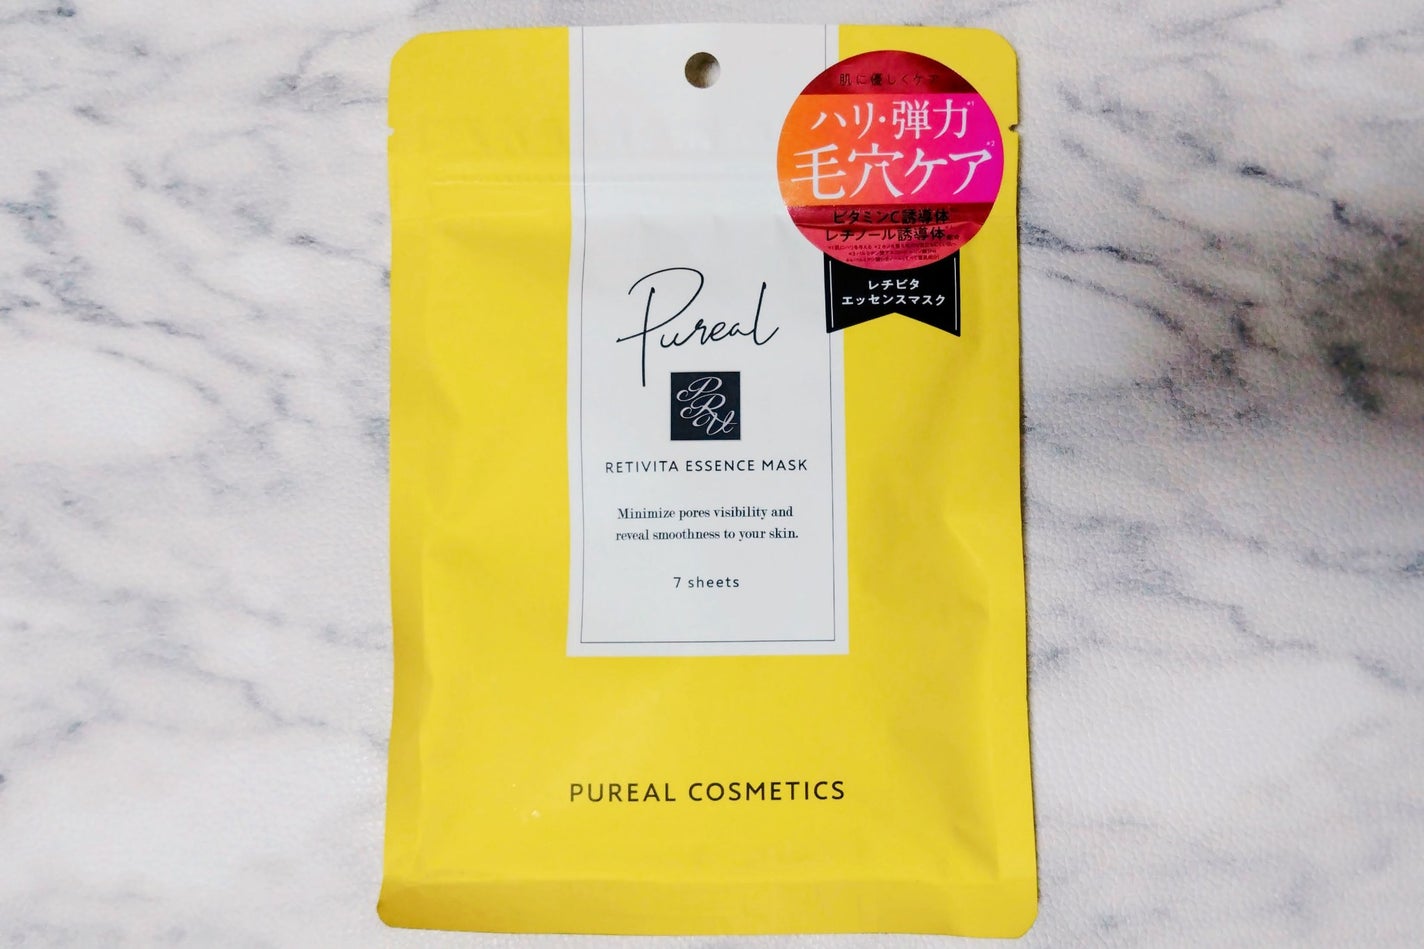 肌に優しくケア
ハリ・弾力*1
毛穴ケア*2
ビタミンC誘導体
レチノール誘導体
レチビタ
エッセンスマスク
Pureal
PRU
RETIVITA ESSENCE MASK
Minimize pores visibility and
reveal smoothness to your skin.
7 sheets
PUREAL COSMETICS